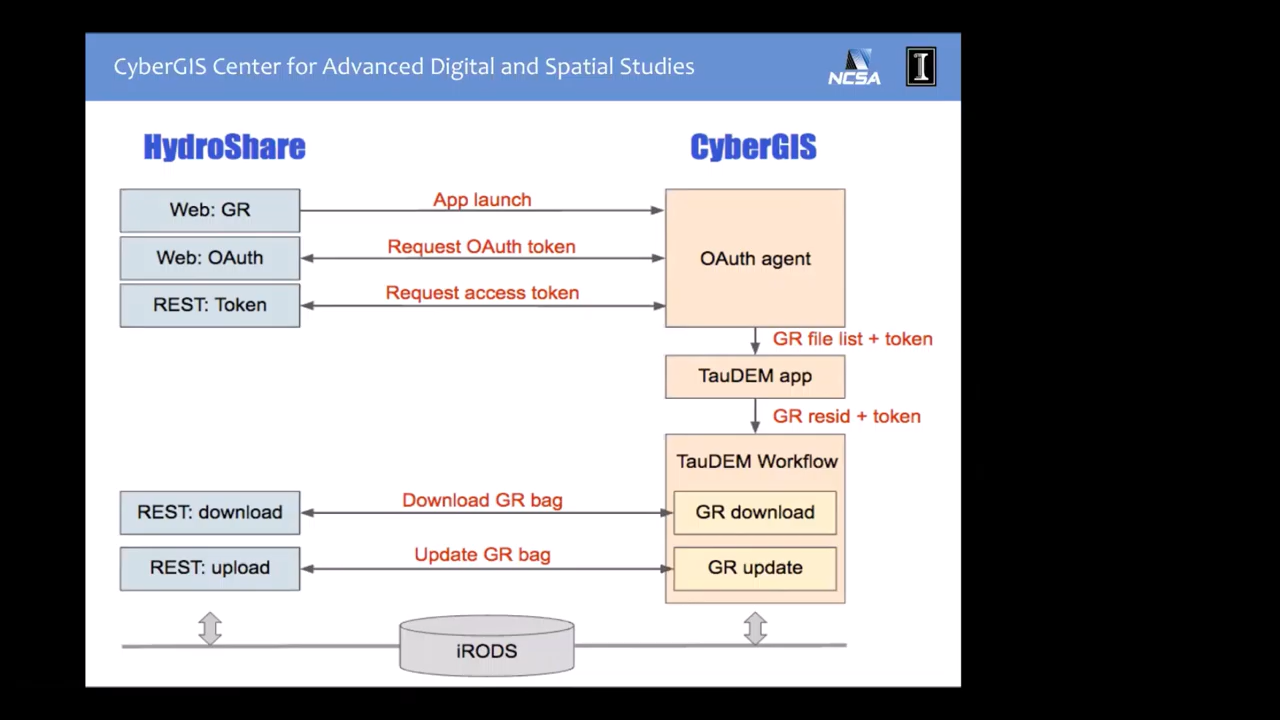 CyberGIS Center for Advanced Digital and Spatial Studies
NCSA
I
HydroShare
CyberGIS
Web: GR
App launch
Web: OAuth
Request OAuth token
OAuth agent
REST: Token
Request access token
GR file list + token
TauDEM app
GR resid + token
TauDEM Workflow
REST: download
Download GR bag
GR download
REST: upload
Update GR bag
GR update
iRODS